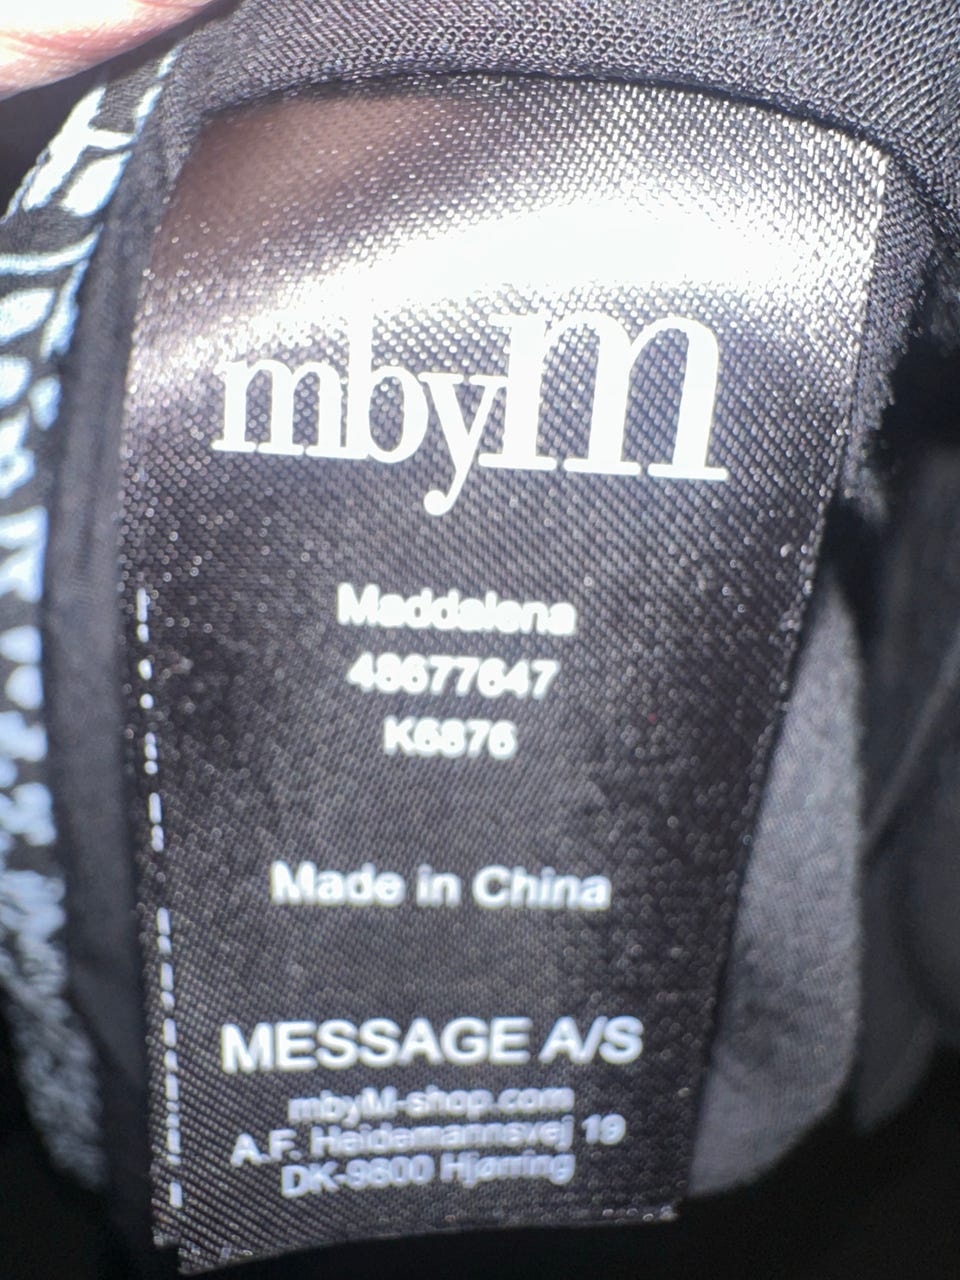 mbyM
Maddalena
48677647
K6876
Made in China
MESSAGE A/S
mbyM-shop.com
A.F. Heidemannsvej 19
DK-9800 Hjørring